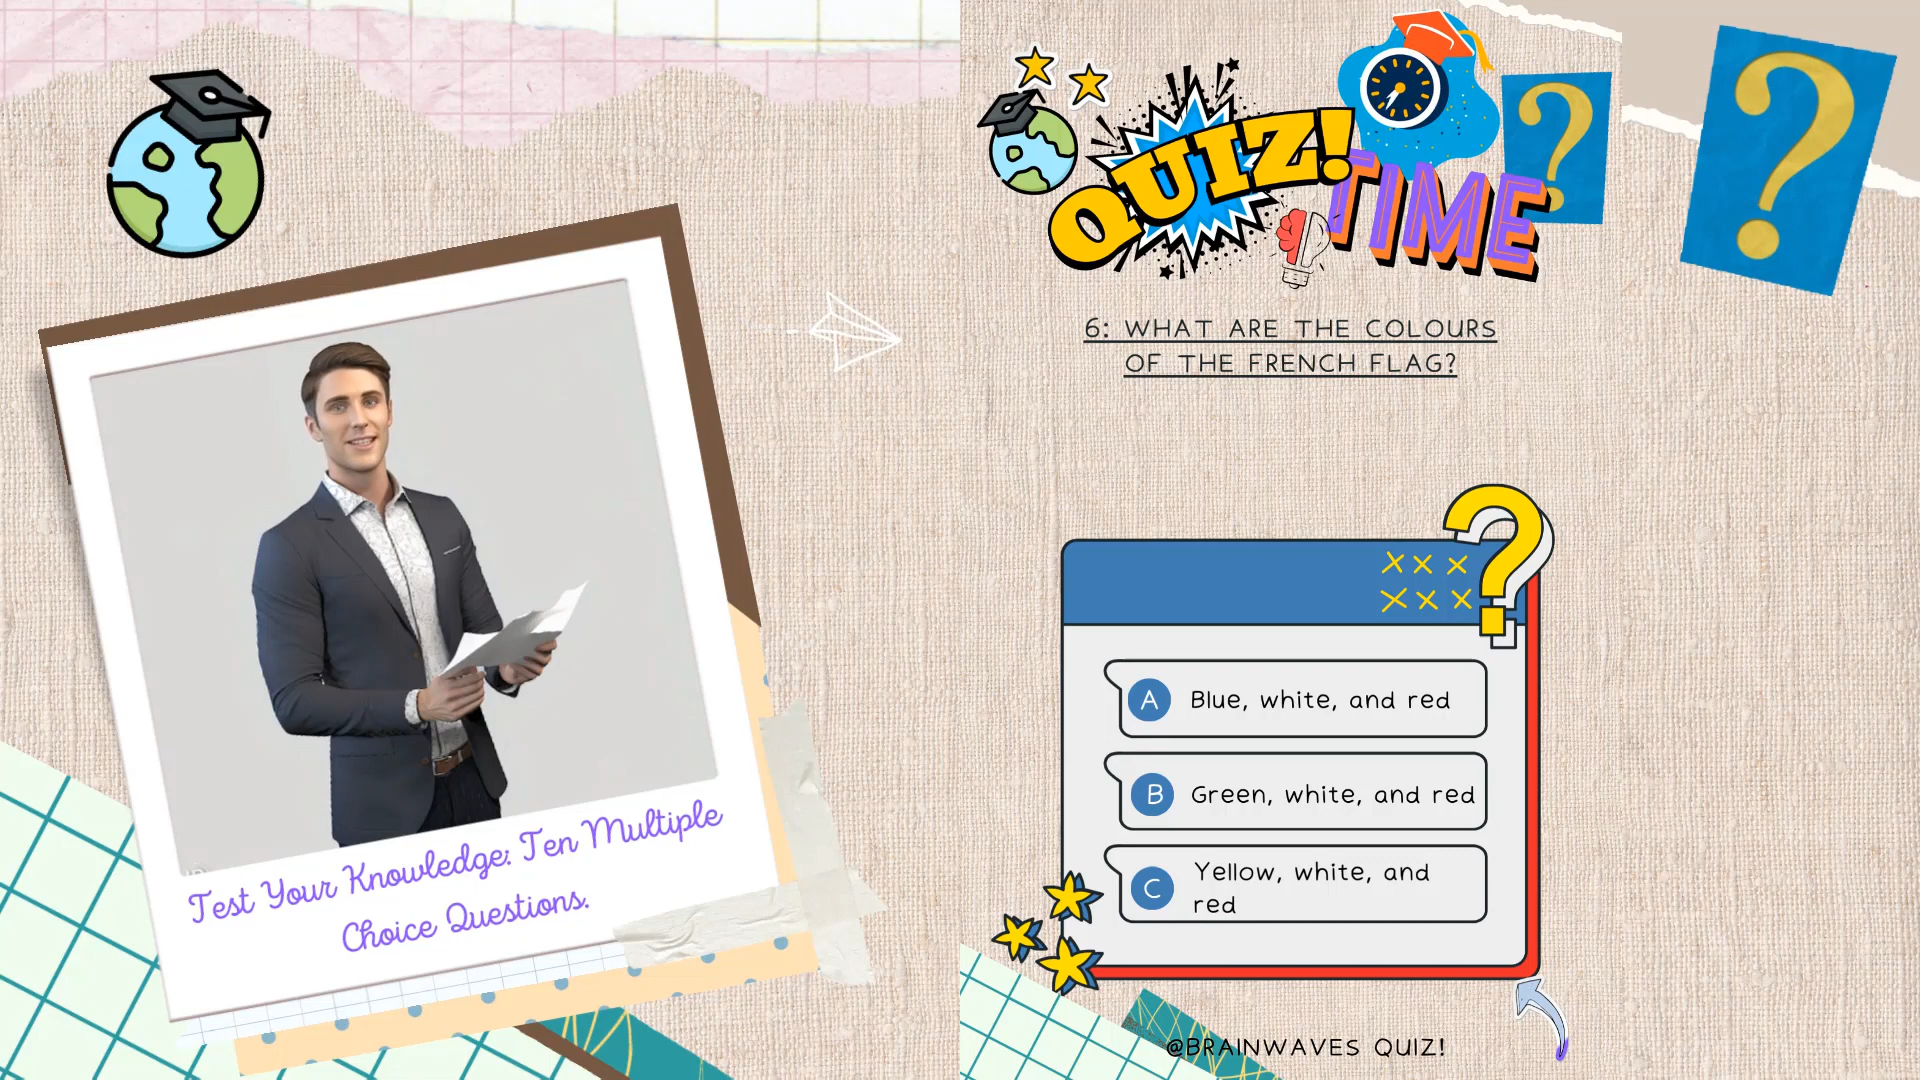 Test Your Knowledge: Ten Multiple
Choice Questions.
QUIZ!
TIME
6: WHAT ARE THE COLOURS
OF THE FRENCH FLAG?
A Blue, white, and red
B Green, white, and red
C Yellow, white, and
red
@BRAINWAVES QUIZ!